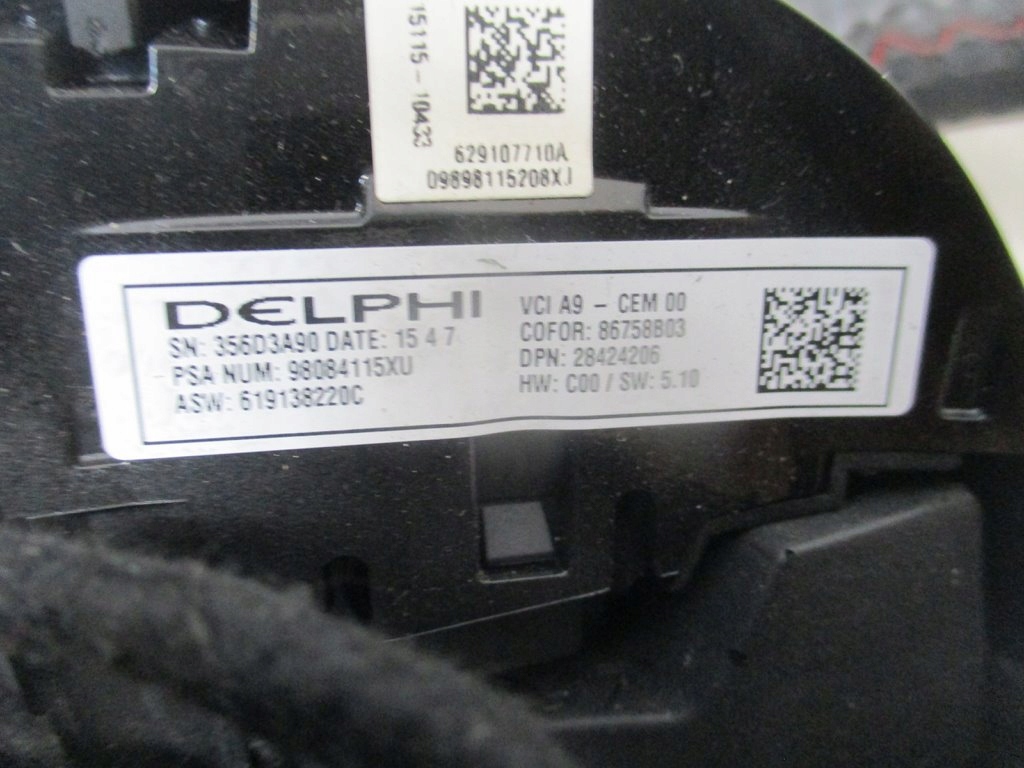 15115-10433
629107710A
09898115208XJ
DELPHI
SN: 356D3A90 DATE: 15 4 7
PSA NUM: 98084115XU
ASW: 619138220C
VCI A9 - CEM 00
COFOR: 86758B03
DPN: 28424206
HW: C00 / SW: 5.10